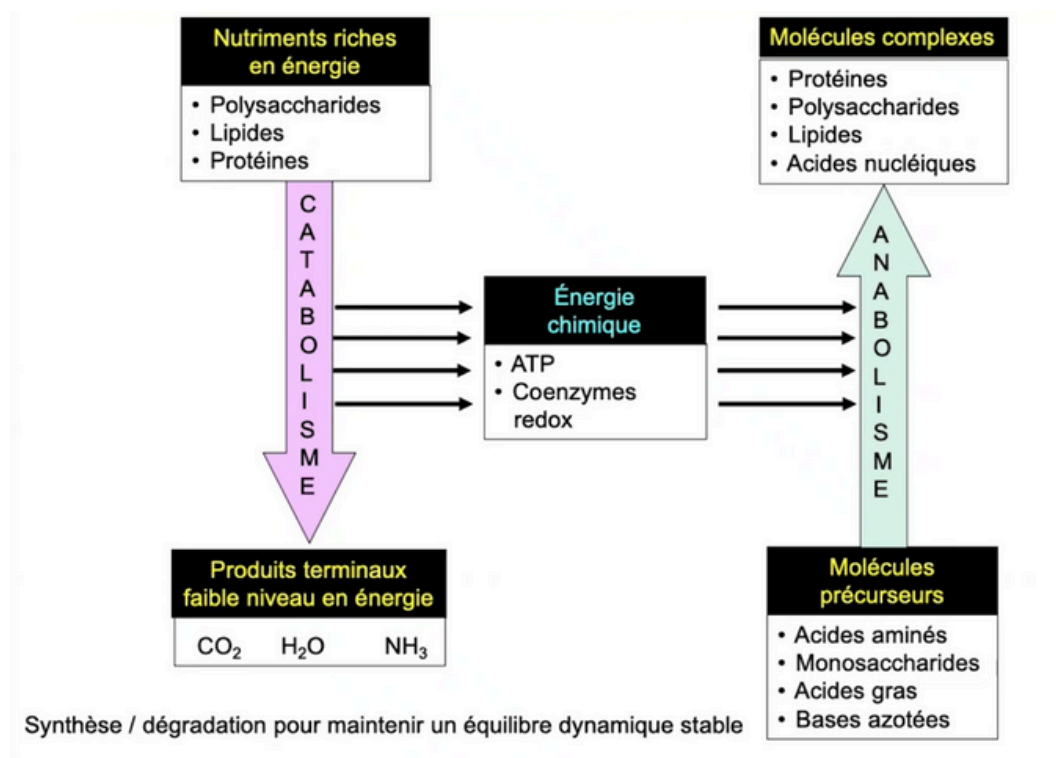 Nutriments riches
en énergie
• Polysaccharides
• Lipides
• Protéines
CATABOLISME
Produits terminaux
faible niveau en énergie
CO₂ H₂O NH₃
Énergie
chimique
• ATP
• Coenzymes
redox
Molécules complexes
• Protéines
• Polysaccharides
• Lipides
• Acides nucléiques
ANABOLISME
Molécules
précurseurs
• Acides aminés
• Monosaccharides
• Acides gras
• Bases azotées
Synthèse / dégradation pour maintenir un équilibre dynamique stable